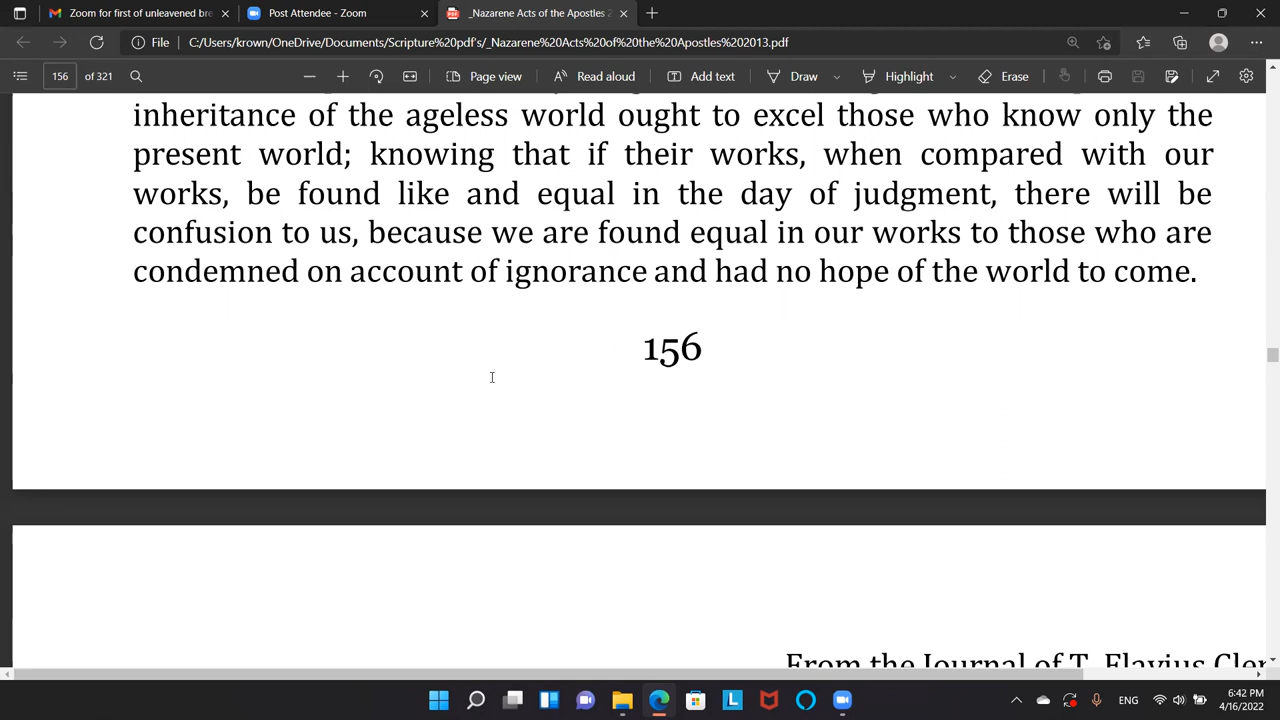 Zoom for first of unleavened bre
Post Attendee - Zoom
_Nazarene Acts of the Apostles 2
File
C:/Users/krown/OneDrive/Documents/Scripture%20pdf's/_Nazarene%20Acts%20of%20the%20Apostles%202013.pdf
156 of 321
Page view
Read aloud
Add text
Draw
Highlight
Erase
inheritance of the ageless world ought to excel those who know only the
present world; knowing that if their works, when compared with our
works, be found like and equal in the day of judgment, there will be
confusion to us, because we are found equal in our works to those who are
condemned on account of ignorance and had no hope of the world to come.
156
From the Journal of T. Flavius Cler
ENG
6:42 PM
4/16/2022